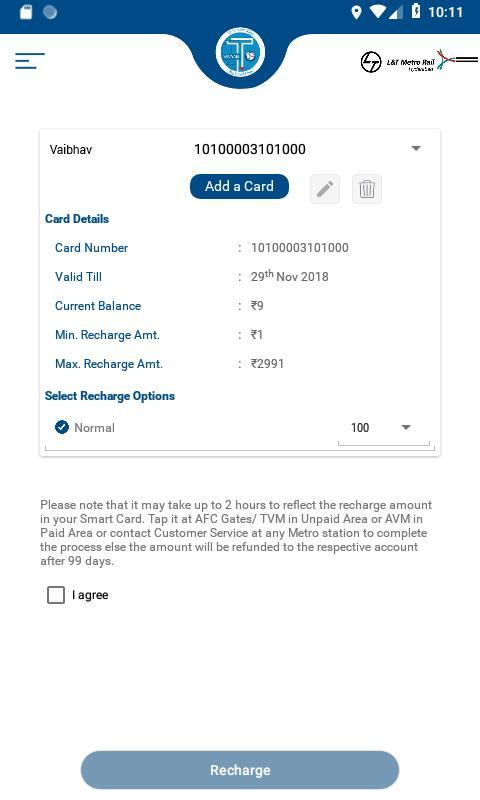 10:11
L&T Metro Rail
Hyderabad
Vaibhav 10100003101000
Add a Card
Card Details
Card Number : 10100003101000
Valid Till : 29th Nov 2018
Current Balance : ₹9
Min. Recharge Amt. : ₹1
Max. Recharge Amt. : ₹2991
Select Recharge Options
Normal 100
Please note that it may take up to 2 hours to reflect the recharge amount
in your Smart Card. Tap it at AFC Gates/ TVM in Unpaid Area or AVM in
Paid Area or contact Customer Service at any Metro station to complete
the process else the amount will be refunded to the respective account
after 99 days.
I agree
Recharge